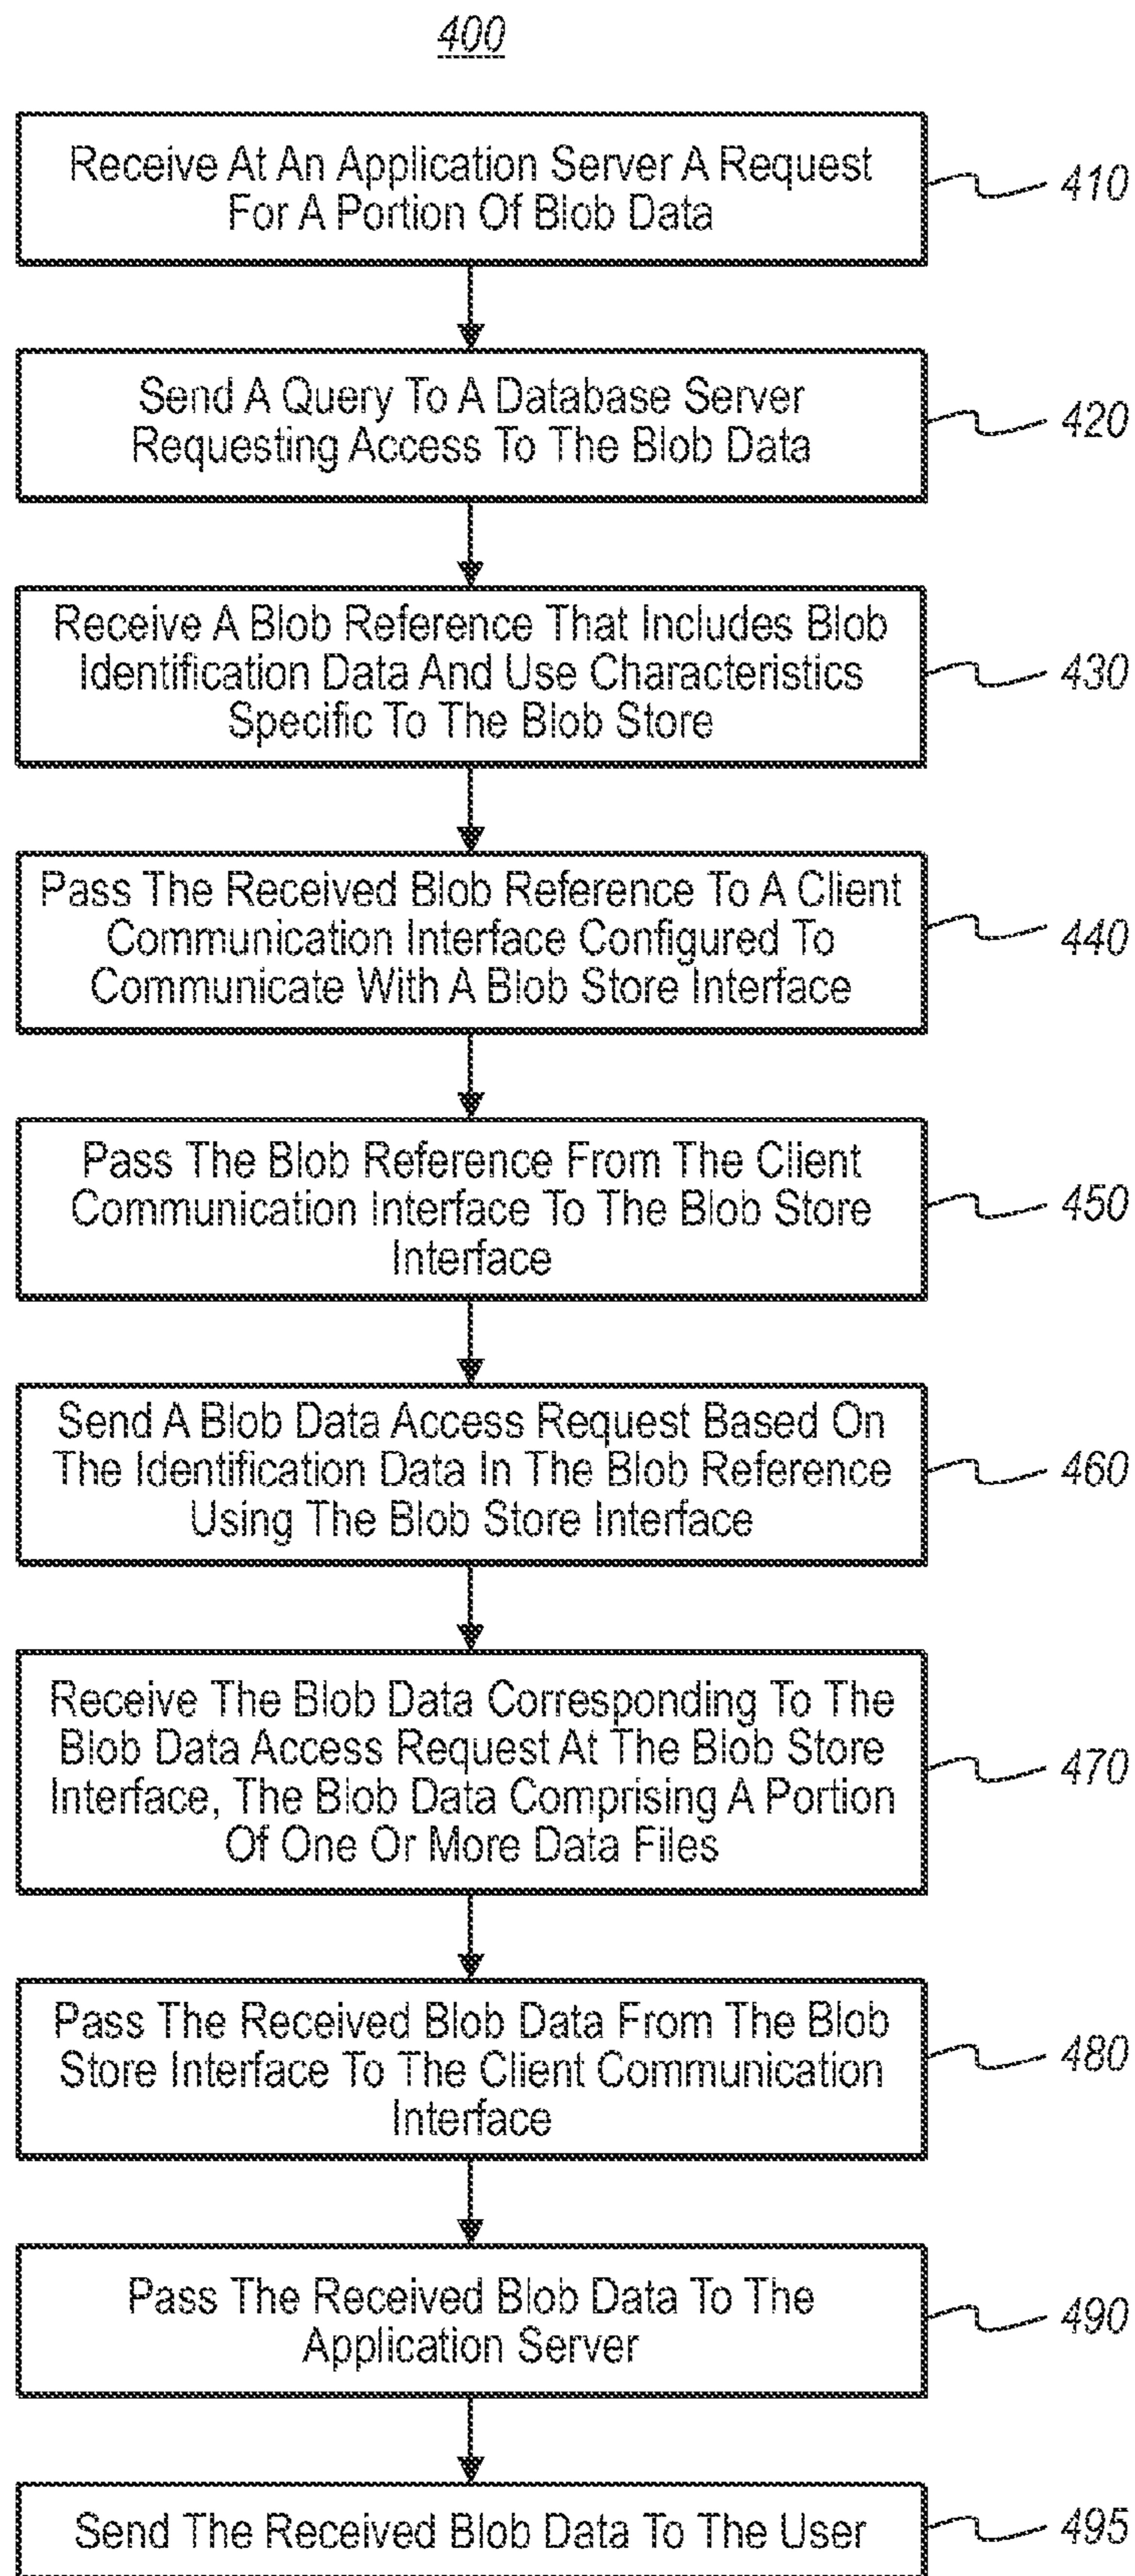 400
Receive At An Application Server A Request
For A Portion Of Blob Data
410
Send A Query To A Database Server
Requesting Access To The Blob Data
420
Receive A Blob Reference That Includes Blob
Identification Data And Use Characteristics
Specific To The Blob Store
430
Pass The Received Blob Reference To A Client
Communication Interface Configured To
Communicate With A Blob Store Interface
440
Pass The Blob Reference From The Client
Communication Interface To The Blob Store
Interface
450
Send A Blob Data Access Request Based On
The Identification Data In The Blob Reference
Using The Blob Store Interface
460
Receive The Blob Data Corresponding To The
Blob Data Access Request At The Blob Store
Interface, The Blob Data Comprising A Portion
Of One Or More Data Files
470
Pass The Received Blob Data From The Blob
Store Interface To The Client Communication
Interface
480
Pass The Received Blob Data To The
Application Server
490
Send The Received Blob Data To The User
495